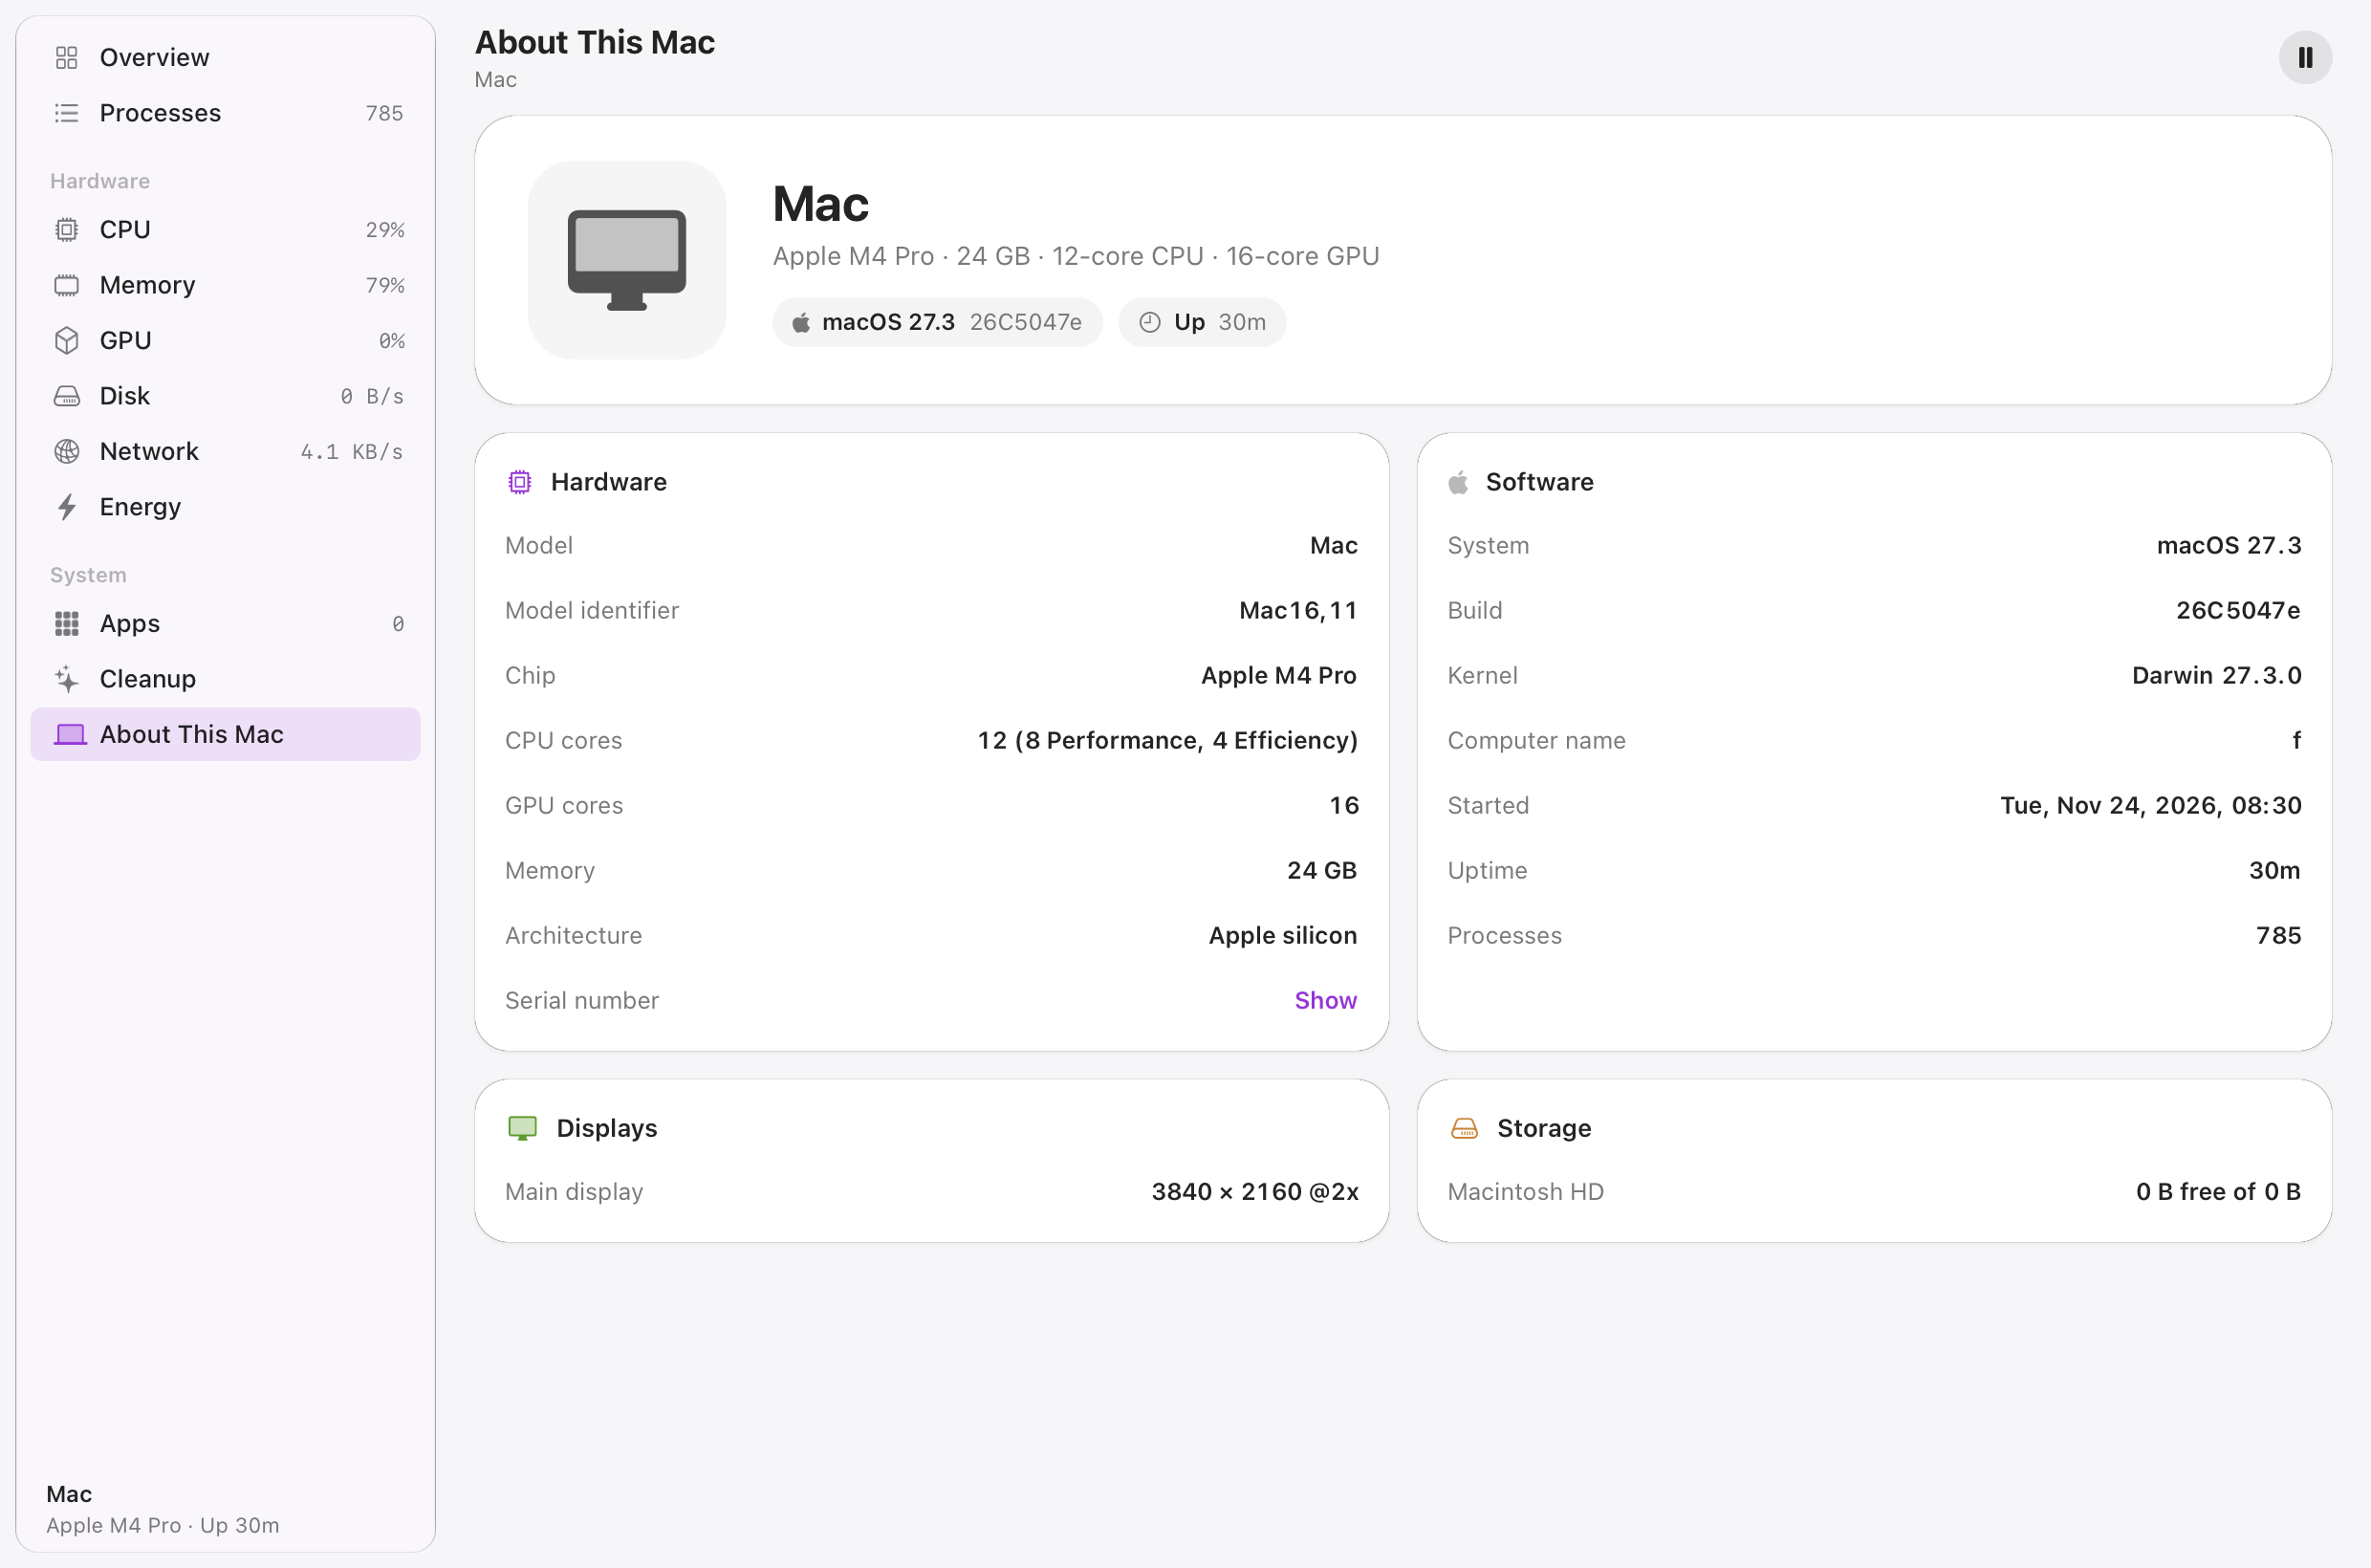 Overview
Processes 785
Hardware
CPU 29%
Memory 79%
GPU 0%
Disk 0 B/s
Network 4.1 KB/s
Energy
System
Apps 0
Cleanup
About This Mac
Mac
Apple M4 Pro · Up 30m
About This Mac
Mac
Mac
Apple M4 Pro · 24 GB · 12-core CPU · 16-core GPU
macOS 27.3 26C5047e Up 30m
Hardware
Model Mac
Model identifier Mac16,11
Chip Apple M4 Pro
CPU cores 12 (8 Performance, 4 Efficiency)
GPU cores 16
Memory 24 GB
Architecture Apple silicon
Serial number Show
Software
System macOS 27.3
Build 26C5047e
Kernel Darwin 27.3.0
Computer name f
Started Tue, Nov 24, 2026, 08:30
Uptime 30m
Processes 785
Displays
Main display 3840 × 2160 @2x
Storage
Macintosh HD 0 B free of 0 B